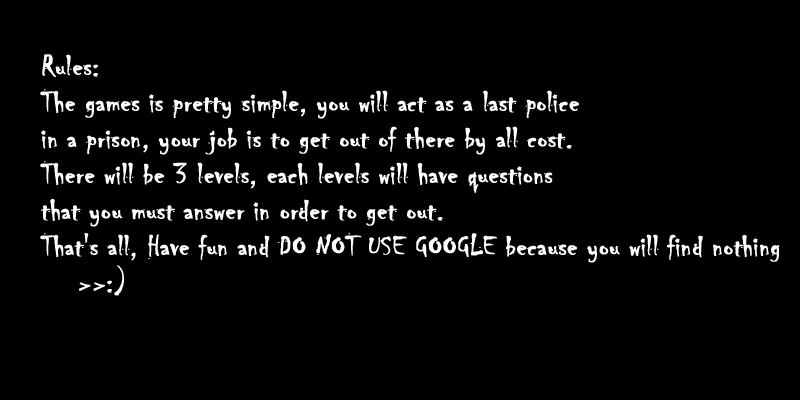 Rules:
The games is pretty simple, you will act as a last police
in a prison, your job is to get out of there by all cost.
There will be 3 levels, each levels will have questions
that you must answer in order to get out.
That's all, Have fun and DO NOT USE GOOGLE because you will find nothing
>>:)